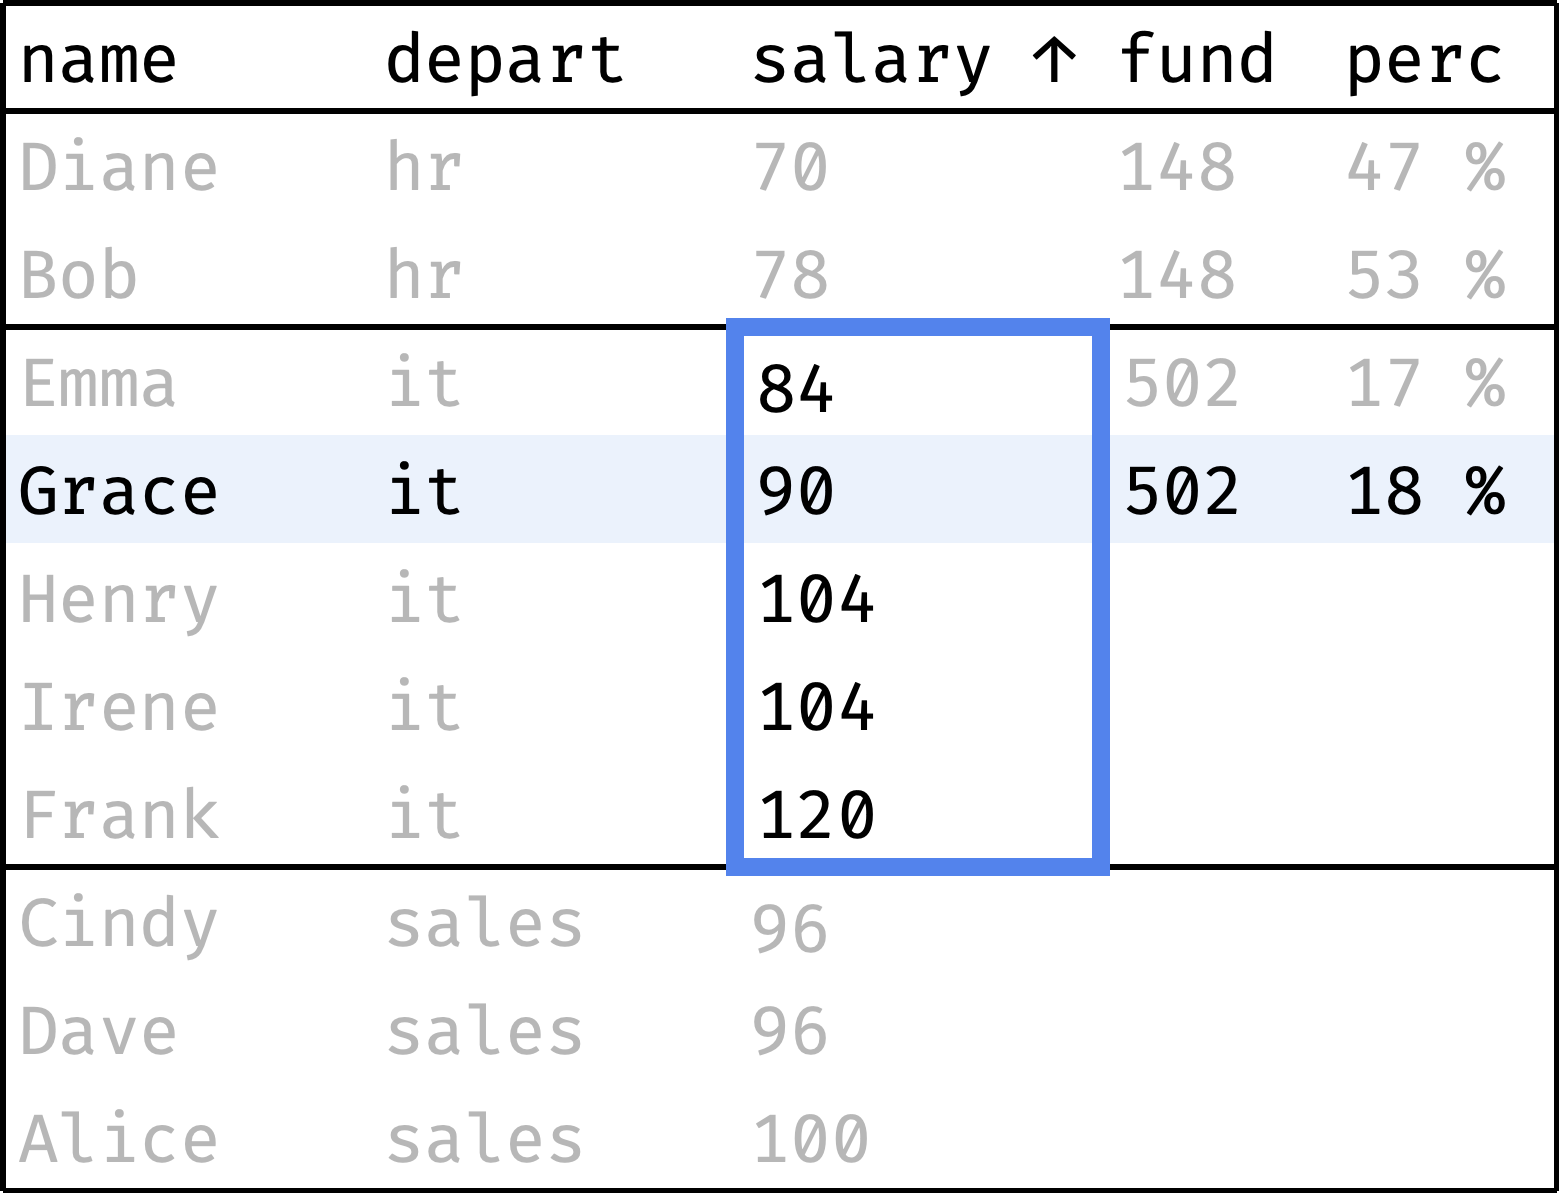 name depart salary ↑ fund perc
Diane hr 70 148 47 %
Bob hr 78 148 53 %
Emma it 84 502 17 %
Grace it 90 502 18 %
Henry it 104
Irene it 104
Frank it 120
Cindy sales 96
Dave sales 96
Alice sales 100